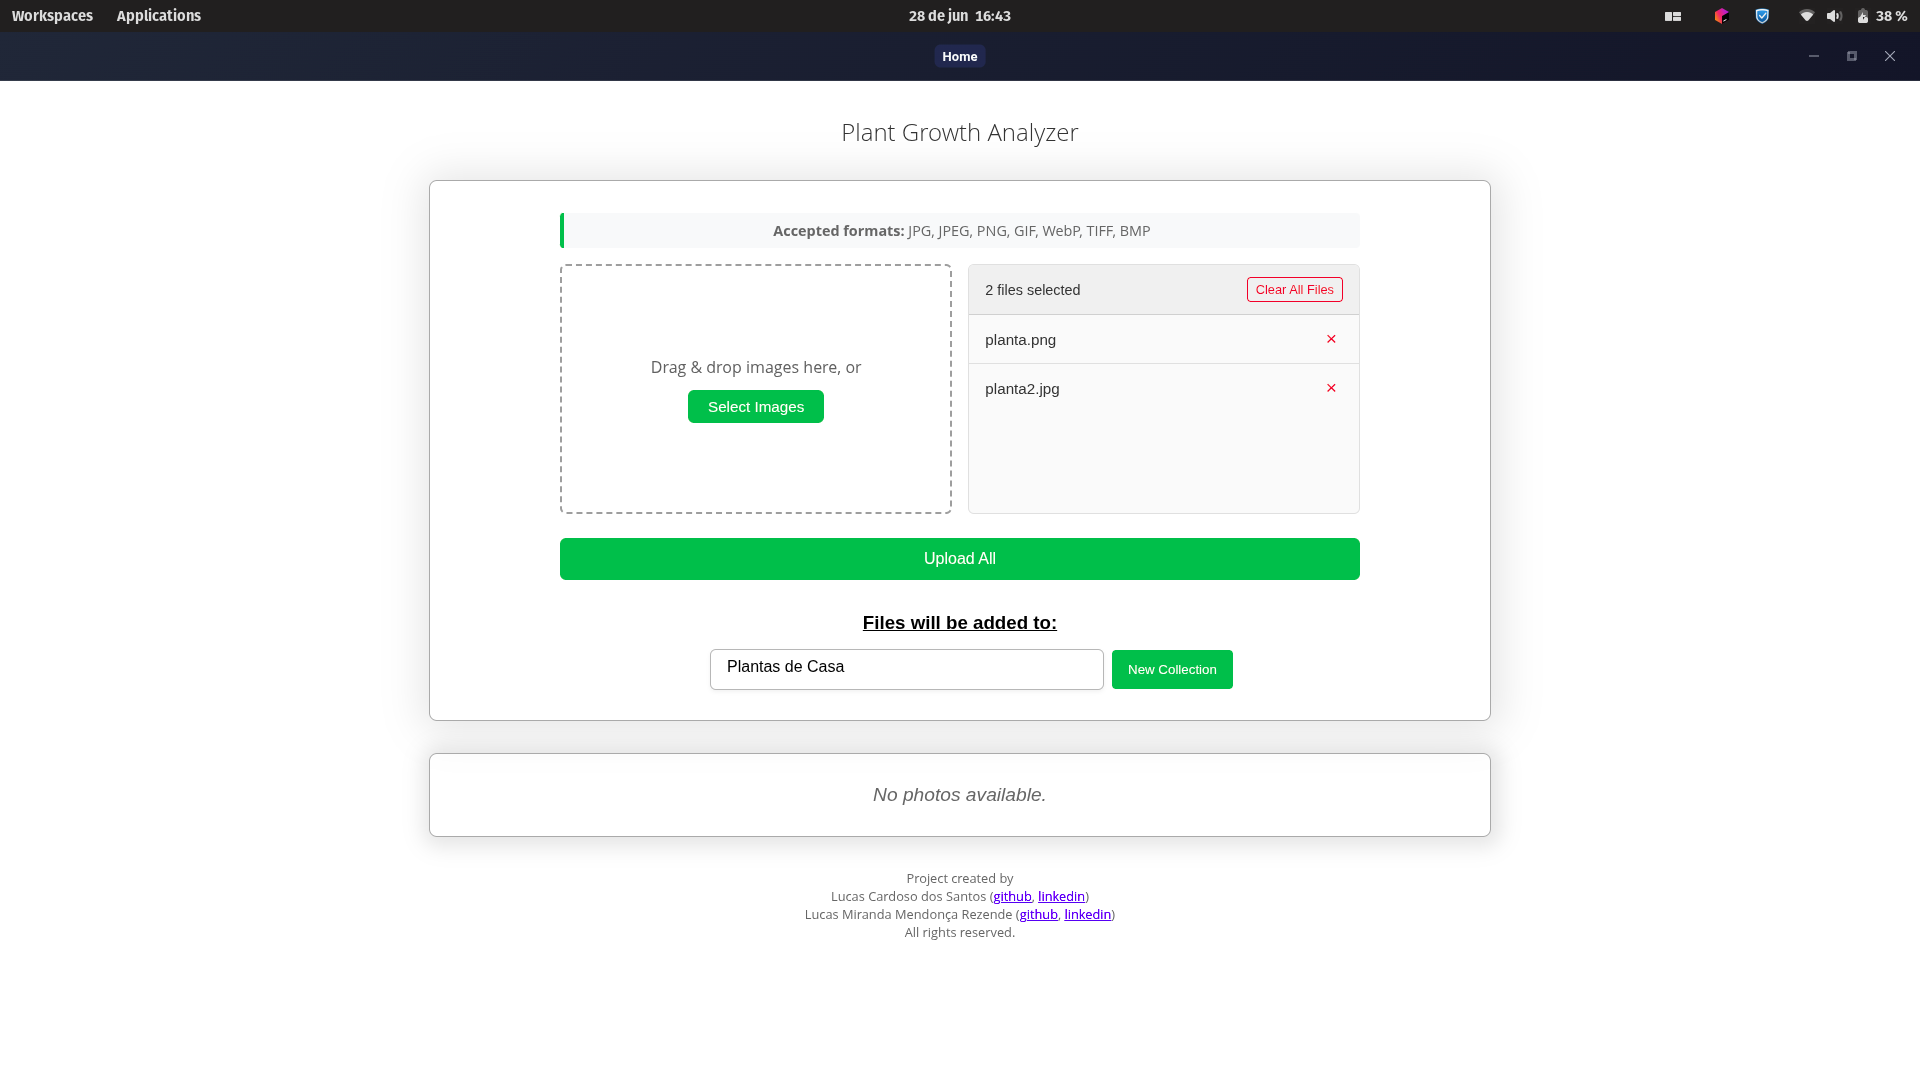 Workspaces Applications 28 de jun 16:43 38 %
Home
Plant Growth Analyzer
Accepted formats: JPG, JPEG, PNG, GIF, WebP, TIFF, BMP
Drag & drop images here, or
Select Images
2 files selected Clear All Files
planta.png ×
planta2.jpg ×
Upload All
Files will be added to:
Plantas de Casa New Collection
No photos available.
Project created by
Lucas Cardoso dos Santos (github, linkedin)
Lucas Miranda Mendonça Rezende (github, linkedin)
All rights reserved.